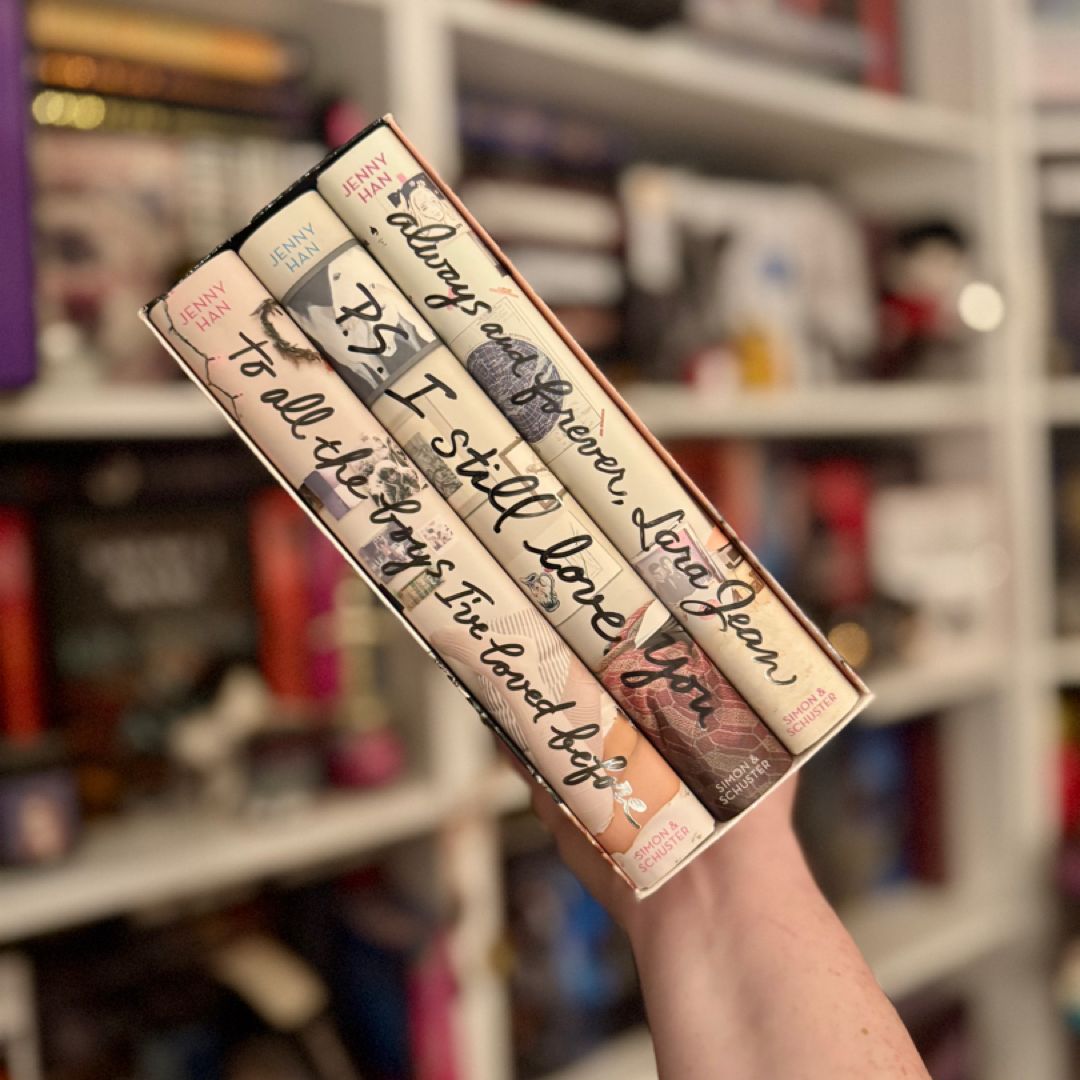 JENNY
HAN
to all the boys I've loved befo
SIMON &
SCHUSTER
JENNY
HAN
P.S. I still love you
SIMON &
SCHUSTER
JENNY
HAN
always and forever, Lara Jean
SIMON &
SCHUSTER